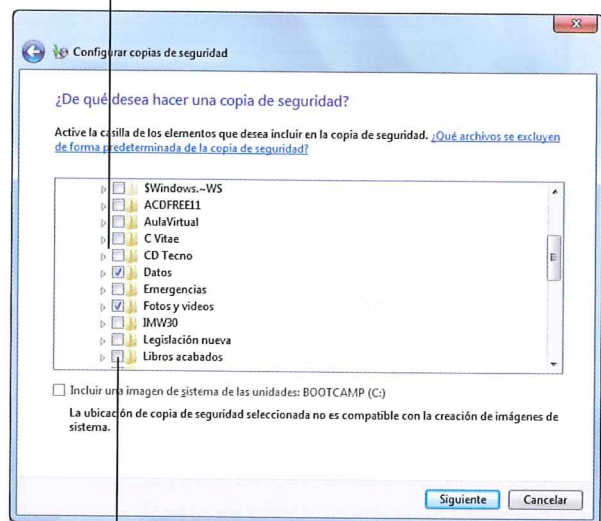 Configurar copias de seguridad
¿De qué desea hacer una copia de seguridad?
Active la casilla de los elementos que desea incluir en la copia de seguridad. ¿Qué archivos se excluyen
de forma predeterminada de la copia de seguridad?
$Windows.~WS
ACDFREE11
AulaVirtual
C Vitae
CD Tecno
Datos
Emergencias
Fotos y videos
IMW30
Legislación nueva
Libros acabados
Incluir una imagen de sistema de las unidades: BOOTCAMP (C:)
La ubicación de copia de seguridad seleccionada no es compatible con la creación de imágenes de
sistema.
Siguiente
Cancelar